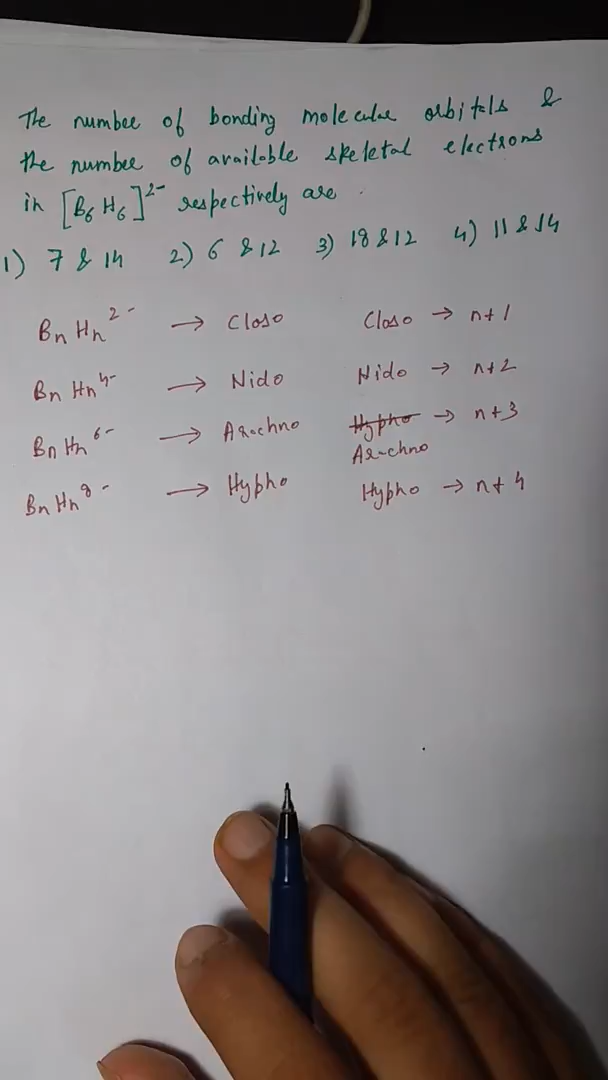 The number of bonding molecular orbitals &
the number of available skeletal electrons
in [B6 H6]2- respectively are .
1) 7 & 14 2) 6 & 12 3) 18 & 12 4) 11 & 14
Bn Hn 2- → Closo Closo → n+1
Bn Hn 4- → Nido Nido → n+2
Bn Hn 6- → Arachno Hypho → n+3
Arachno
Bn Hn 8- → Hypho Hypho → n+4